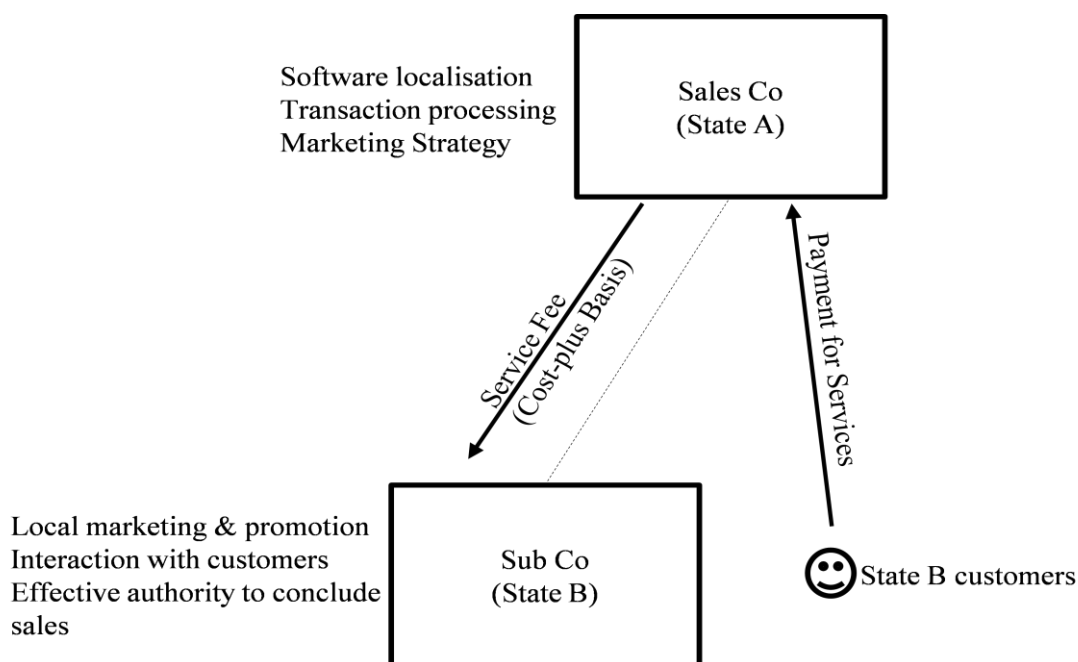 Software localisation
Transaction processing
Marketing Strategy
Sales Co
(State A)
Service Fee
(Cost-plus Basis)
Payment for Services
Local marketing & promotion
Interaction with customers
Effective authority to conclude
sales
Sub Co
(State B)
State B customers